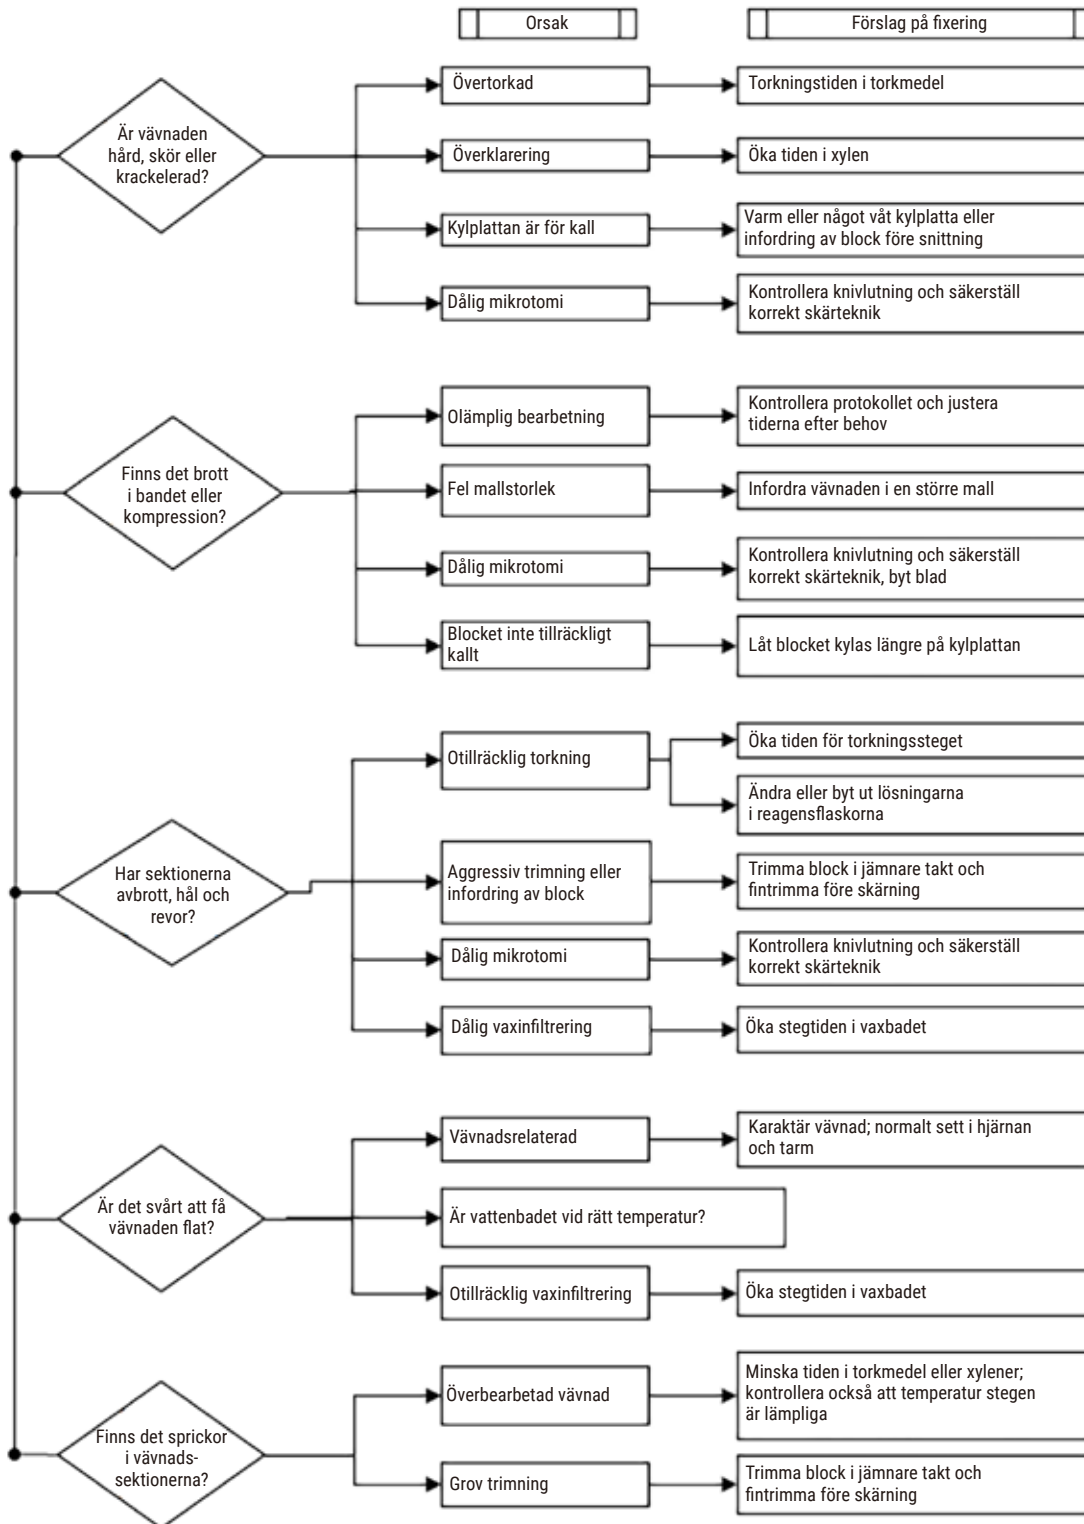 Orsak
Förslag på fixering
Är vävnaden
hård, skör eller
krackelerad?
Övertorkad
Torkningstiden i torkmedel
Överklarering
Öka tiden i xylen
Kylplattan är för kall
Varm eller något våt kylplatta eller
infordring av block före snittning
Dålig mikrotomi
Kontrollera knivlutning och säkerställ
korrekt skärteknik
Finns det brott
i bandet eller
kompression?
Olämplig bearbetning
Kontrollera protokollet och justera
tiderna efter behov
Fel mallstorlek
Infordra vävnaden i en större mall
Dålig mikrotomi
Kontrollera knivlutning och säkerställ
korrekt skärteknik, byt blad
Blocket inte tillräckligt
kallt
Låt blocket kylas längre på kylplattan
Har sektionerna
avbrott, hål och
revor?
Otillräcklig torkning
Öka tiden för torkningssteget
Ändra eller byt ut lösningarna
i reagensflaskorna
Aggressiv trimning eller
infordring av block
Trimma block i jämnare takt och
fintrimma före skärning
Dålig mikrotomi
Kontrollera knivlutning och säkerställ
korrekt skärteknik
Dålig vaxinfiltrering
Öka stegtiden i vaxbadet
Är det svårt att få
vävnaden flat?
Vävnadsrelaterad
Karaktär vävnad; normalt sett i hjärnan
och tarm
Är vattenbadet vid rätt temperatur?
Otillräcklig vaxinfiltrering
Öka stegtiden i vaxbadet
Finns det sprickor
i vävnads-
sektionerna?
Överbearbetad vävnad
Minska tiden i torkmedel eller xylener;
kontrollera också att temperatur stegen
är lämpliga
Grov trimning
Trimma block i jämnare takt och
fintrimma före skärning